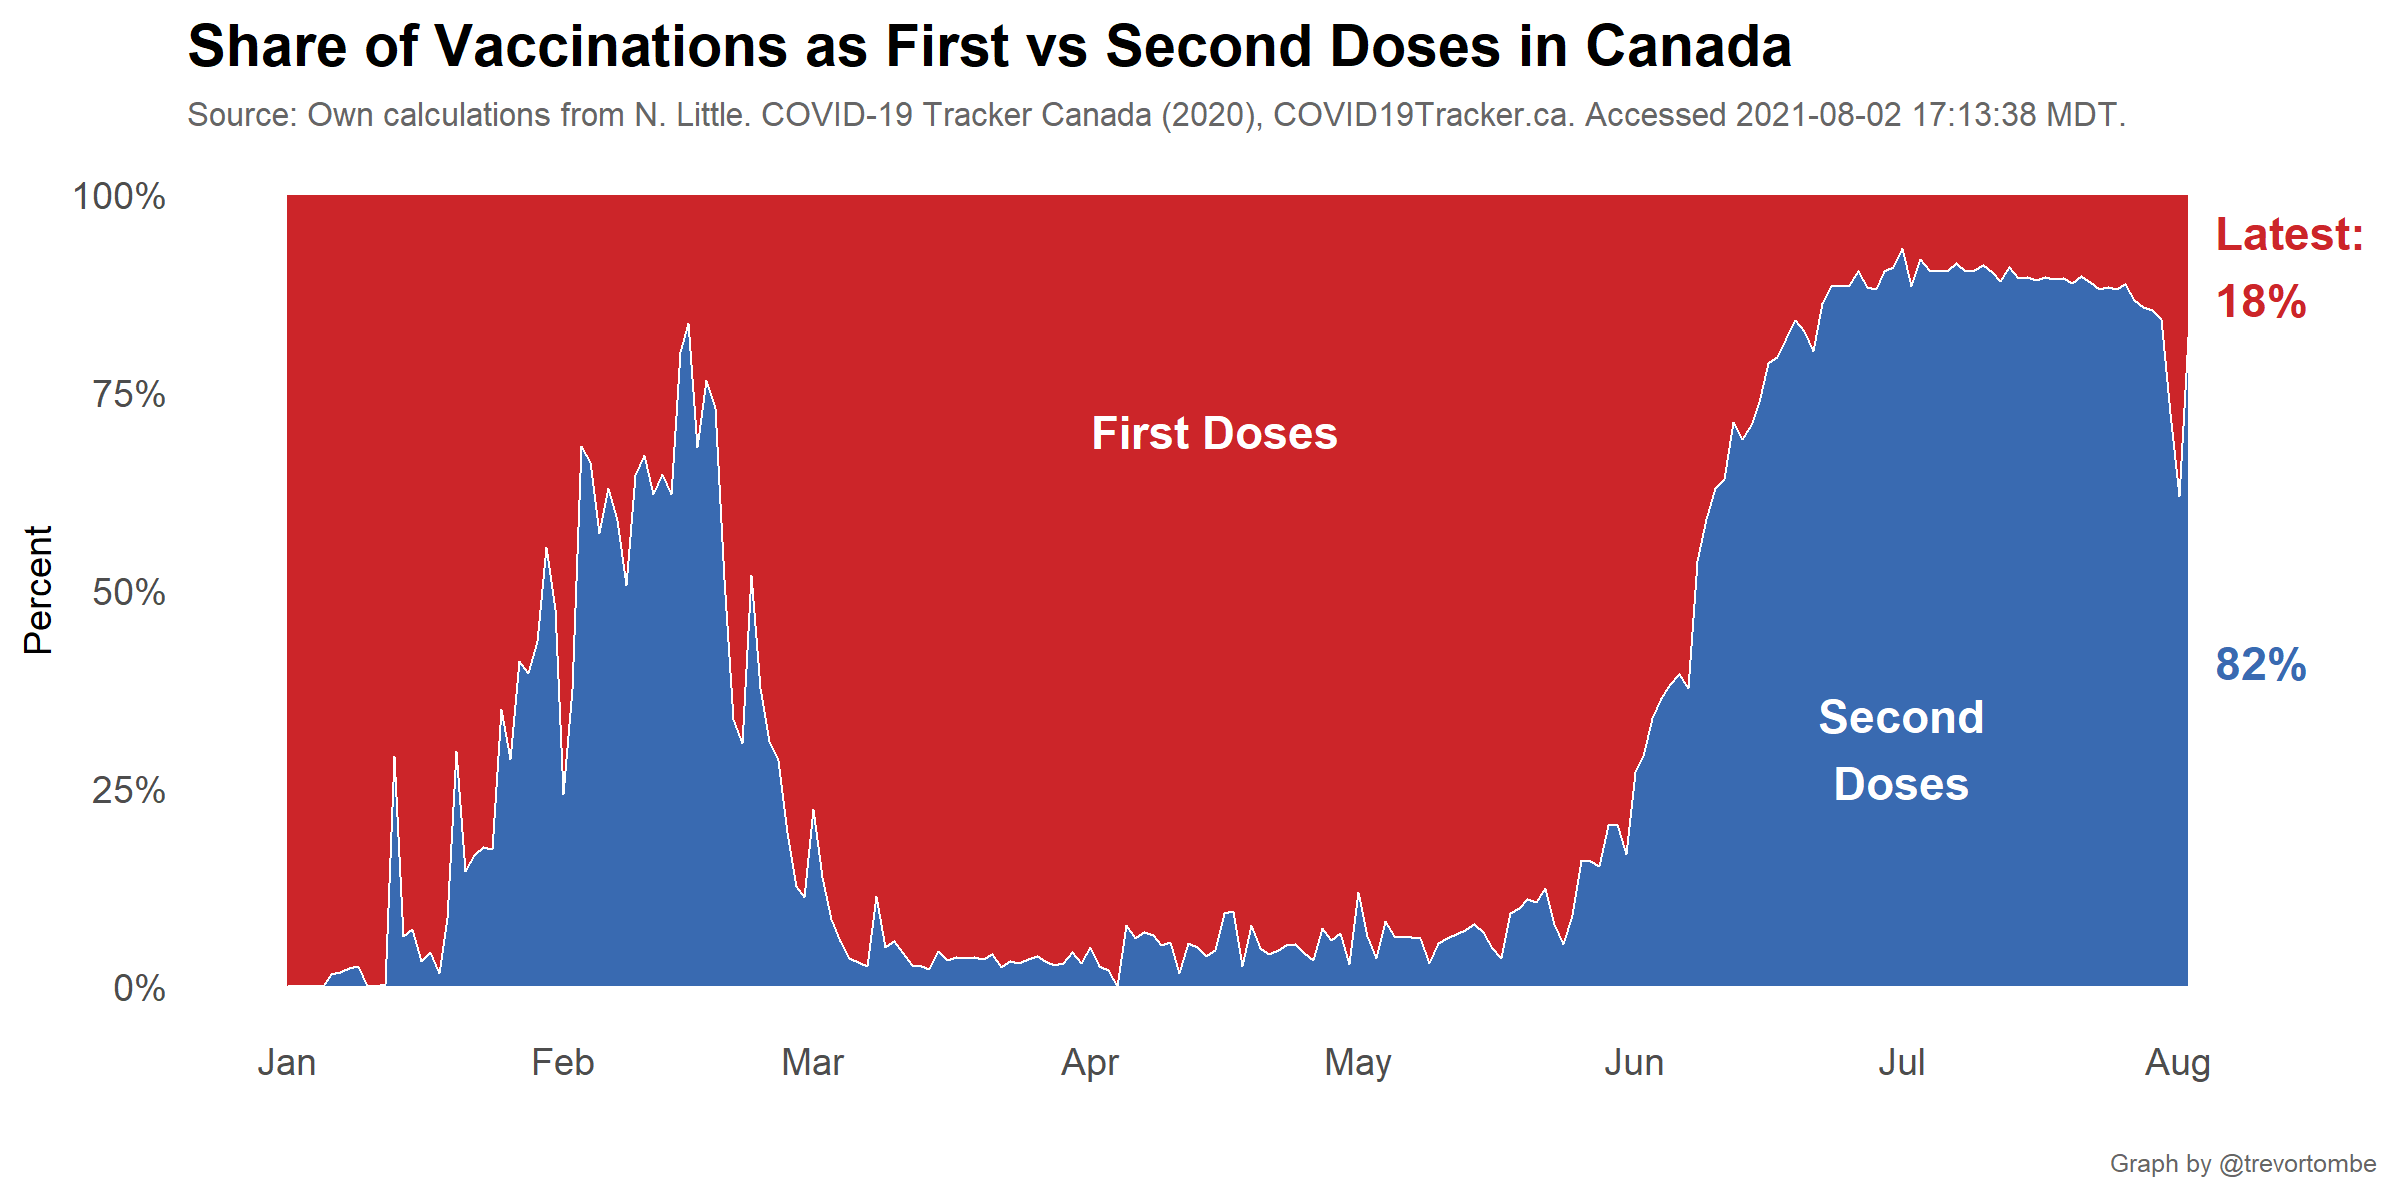 Share of Vaccinations as First vs Second Doses in Canada
Source: Own calculations from N. Little. COVID-19 Tracker Canada (2020), COVID19Tracker.ca. Accessed 2021-08-02 17:13:38 MDT.
100%
75%
50%
25%
0%
Percent
First Doses
Second
Doses
Latest:
18%
82%
Jan Feb Mar Apr May Jun Jul Aug
Graph by @trevortombe